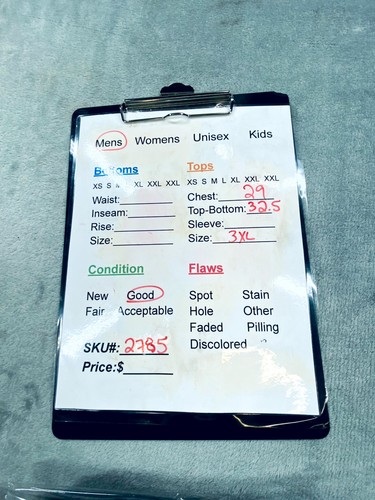 Mens Womens Unisex Kids
Bottoms Tops
XS S M XL XXL XXL XS S M L XL XXL XXL
Waist: Chest: 29
Inseam: Top-Bottom: 32.5
Rise: Sleeve:
Size: Size: 3XL
Condition Flaws
New Good Spot Stain
Fair Acceptable Hole Other
Faded Pilling
SKU#: 2785 Discolored
Price:$